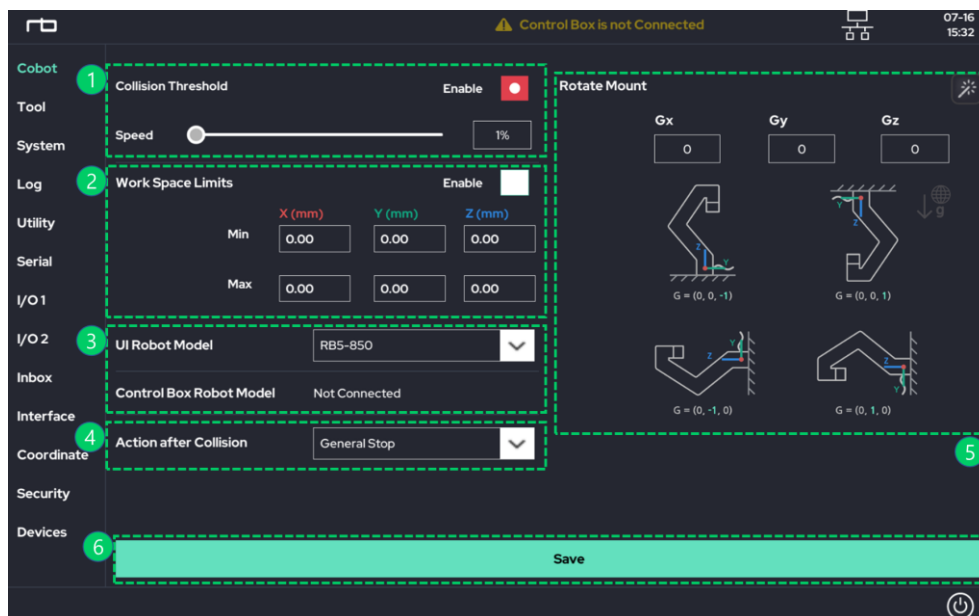 Control Box is not Connected
07-16
15:32
Cobot
Tool
System
Log
Utility
Serial
I/O 1
I/O 2
Inbox
Interface
Coordinate
Security
Devices
1
Collision Threshold
Enable
Speed
1%
2
Work Space Limits
Enable
X (mm) Y (mm) Z (mm)
Min 0.00 0.00 0.00
Max 0.00 0.00 0.00
3
UI Robot Model
RB5-850
Control Box Robot Model
Not Connected
4
Action after Collision
General Stop
Rotate Mount
Gx Gy Gz
0 0 0
Z Y
Y Z
g
G = (0, 0, -1) G = (0, 0, 1)
Y Z
Z Y
G = (0, -1, 0) G = (0, 1, 0)
5
6
Save